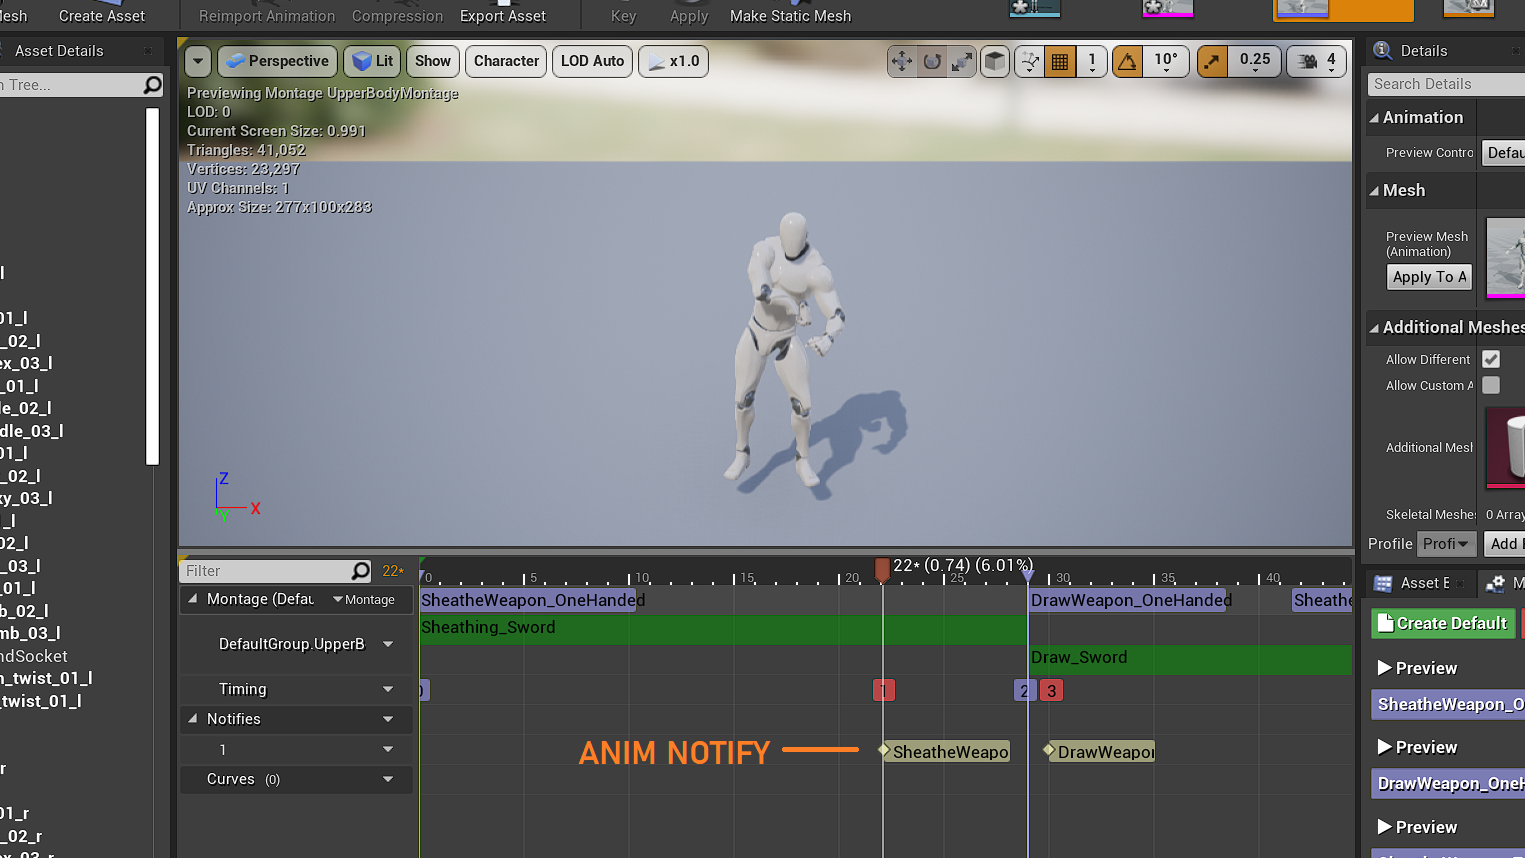 Mesh
Create Asset
Reimport Animation
Compression
Export Asset
Key
Apply
Make Static Mesh
Asset Details
Tree...
l
01_l
_02_l
ex_03_l
_01_l
le_02_l
dle_03_l
01_l
_02_l
ky_03_l
_l
02_l
_03_l
_01_l
b_02_l
mb_03_l
ndSocket
n_twist_01_l
_twist_01_l
r
01_r
_02_r
ex_03_r
Perspective
Lit
Show
Character
LOD Auto
x1.0
1
10°
0.25
4
Previewing Montage UpperBodyMontage
LOD: 0
Current Screen Size: 0.991
Triangles: 41,052
Vertices: 23,297
UV Channels: 1
Approx Size: 277x100x283
Z
X
Y
Filter
22*
0
5
10
15
20
25
30
35
40
22* (0.74) (6.01%)
Montage (Defau
Montage
SheatheWeapon_OneHanded
DrawWeapon_OneHanded
Sheathe
Sheathing_Sword
DefaultGroup.UpperB
Draw_Sword
Timing
0
1
2
3
Notifies
1
ANIM NOTIFY
SheatheWeapo
DrawWeapon
Curves (0)
Details
Search Details
Animation
Preview Contro
Defau
Mesh
Preview Mesh
(Animation)
Apply To A
Additional Meshes
Allow Different
Allow Custom A
Additional Mesh
Skeletal Meshes
0 Array
Profile
Profi
Add
Asset B
M
Create Default
Preview
SheatheWeapon_O
Preview
DrawWeapon_OneH
Preview